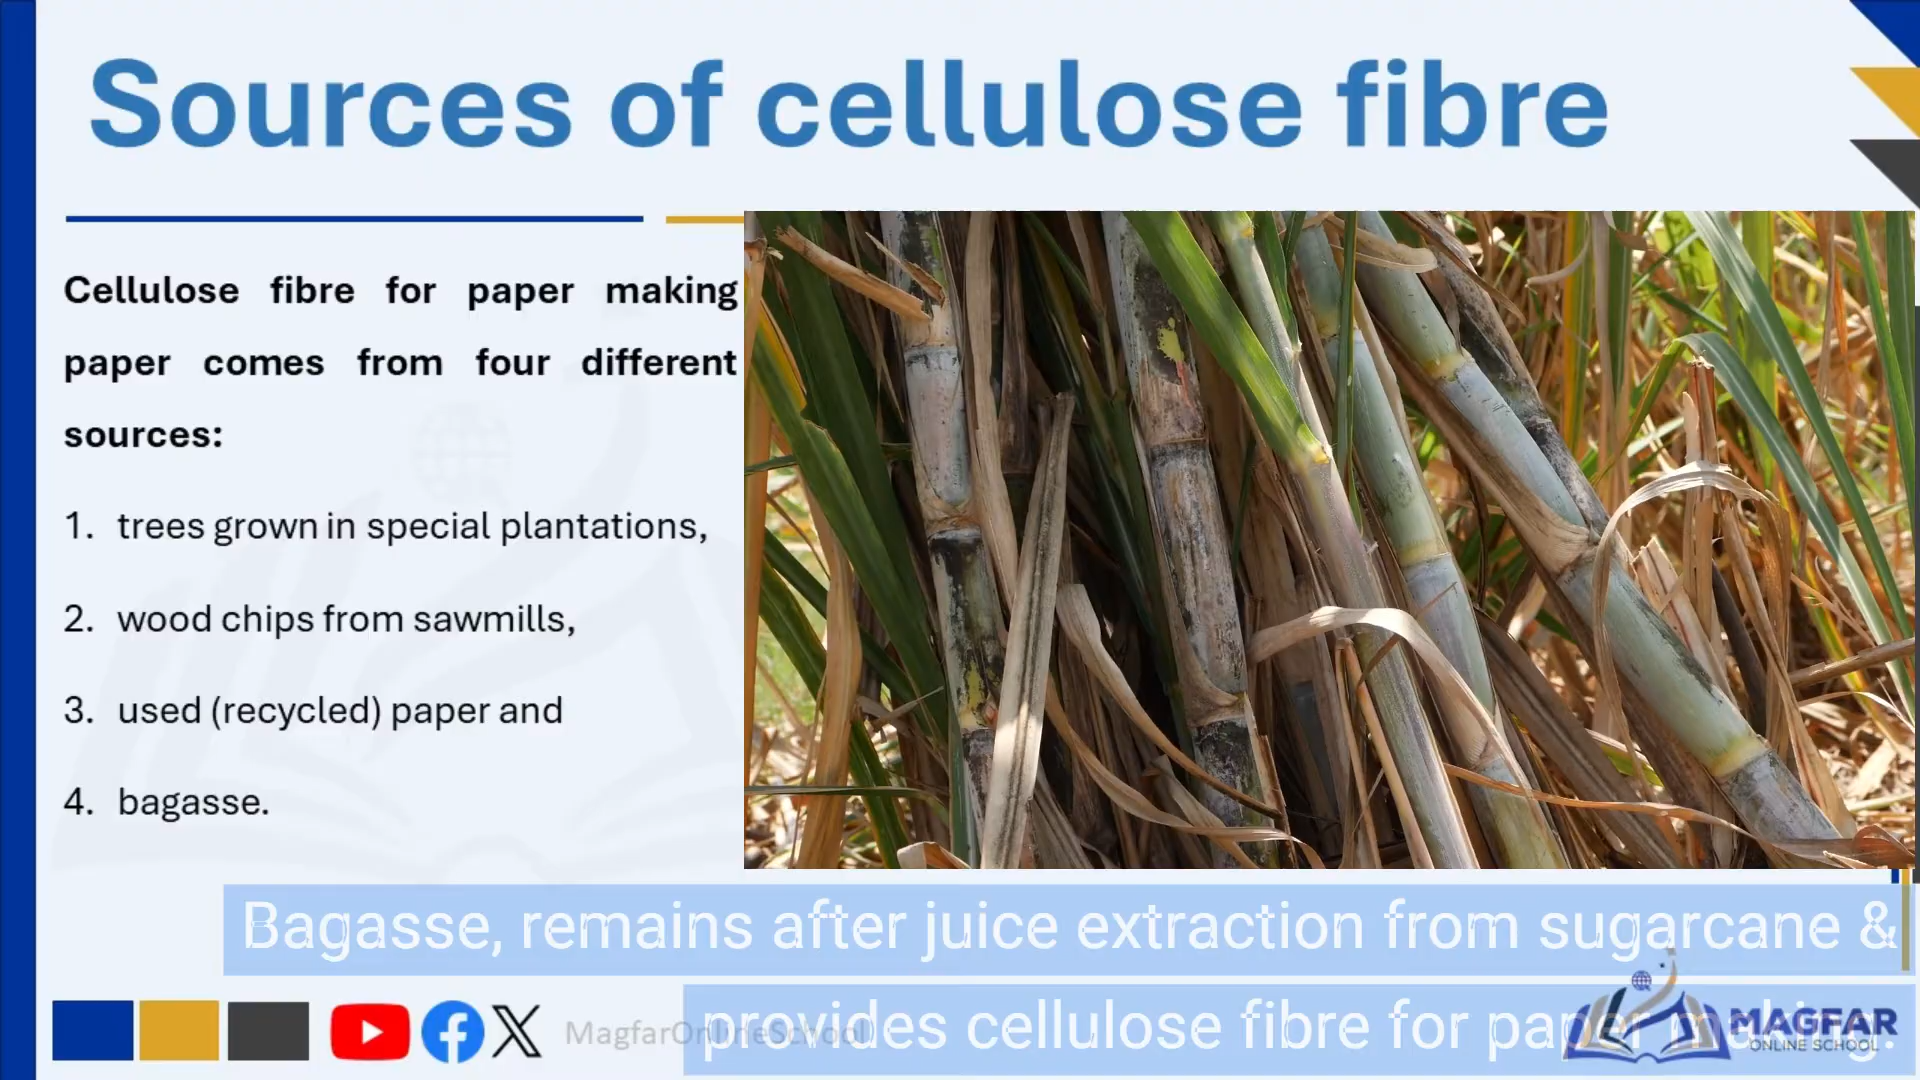 Sources of cellulose fibre
Cellulose fibre for paper making
paper comes from four different
sources:
1. trees grown in special plantations,
2. wood chips from sawmills,
3. used (recycled) paper and
4. bagasse.
Bagasse, remains after juice extraction from sugarcane &
provides cellulose fibre for paper making.
MagfarOnlineSchool
MAGFAR
ONLINE SCHOOL